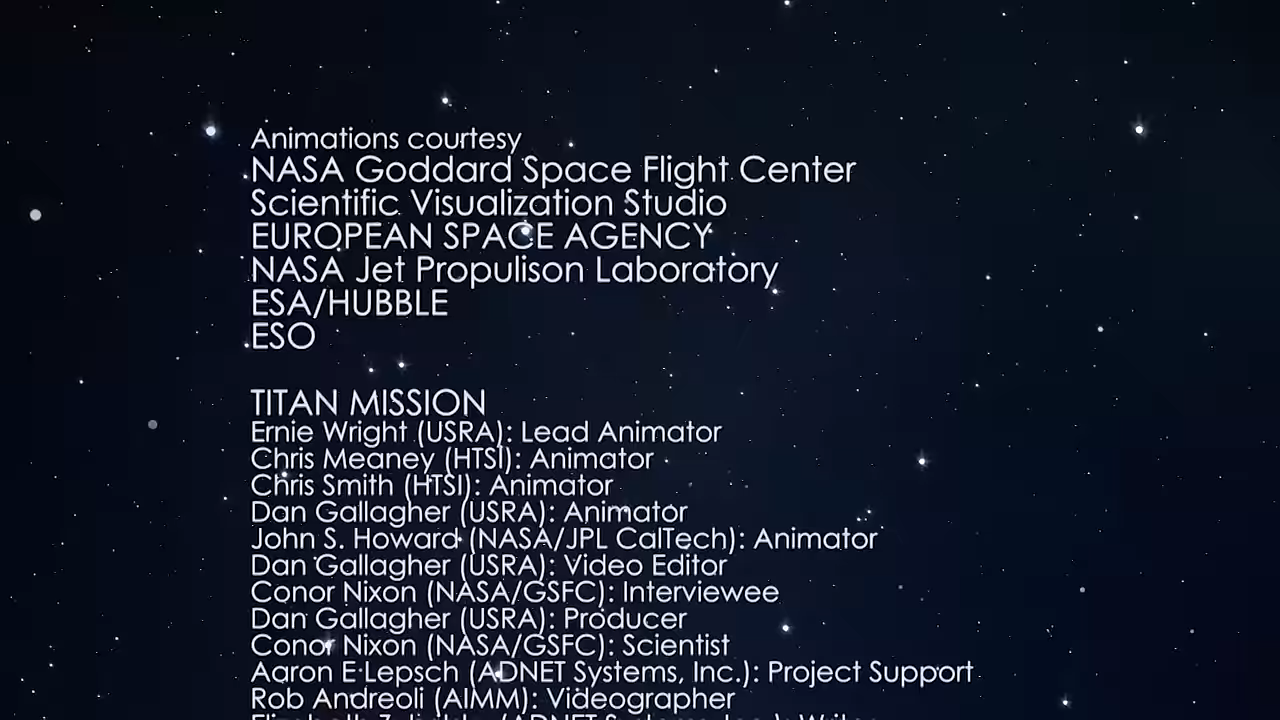 Animations courtesy
NASA Goddard Space Flight Center
Scientific Visualization Studio
EUROPEAN SPACE AGENCY
NASA Jet Propulison Laboratory
ESA/HUBBLE
ESO
TITAN MISSION
Ernie Wright (USRA): Lead Animator
Chris Meaney (HTSI): Animator
Chris Smith (HTSI): Animator
Dan Gallagher (USRA): Animator
John S. Howard (NASA/JPL CalTech): Animator
Dan Gallagher (USRA): Video Editor
Conor Nixon (NASA/GSFC): Interviewee
Dan Gallagher (USRA): Producer
Conor Nixon (NASA/GSFC): Scientist
Aaron E Lepsch (ADNET Systems, Inc.): Project Support
Rob Andreoli (AIMM): Videographer